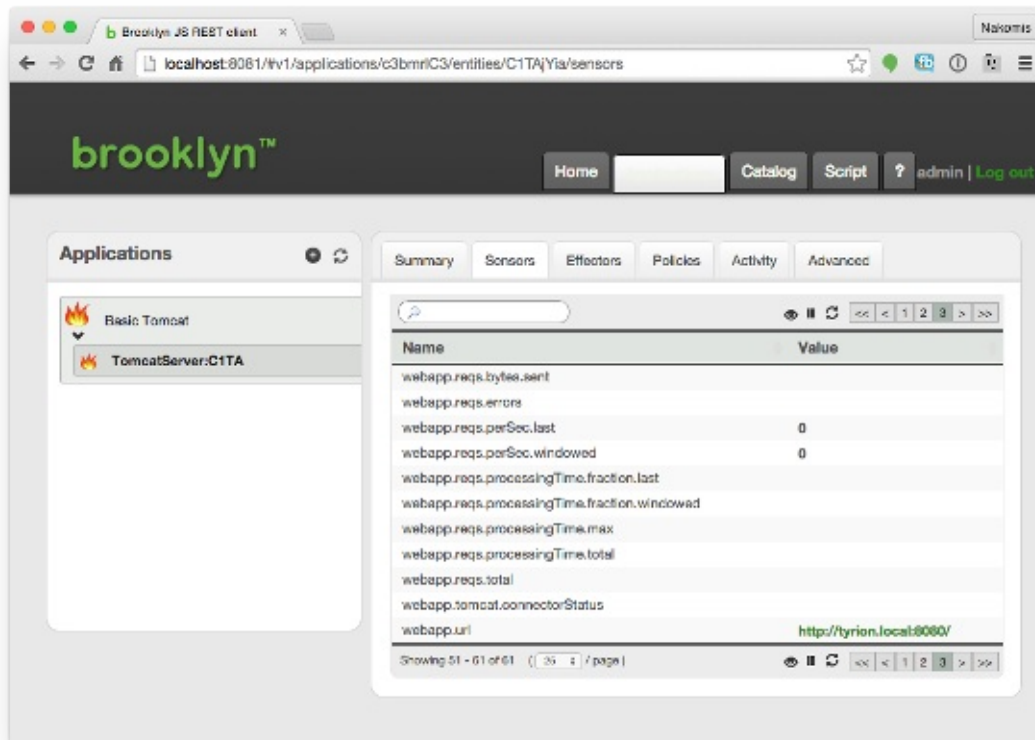 Brooklyn JS REST client
Nakomis
localhost:8081/#v1/applications/c3bmrlC3/entities/C1TAjYia/sensors
brooklyn™
Home
Catalog
Script
?
admin | Log out
Applications
Summary
Sensors
Effectors
Policies
Activity
Advanced
Basic Tomcat
TomcatServer:C1TA
<< < 1 2 3 > >>
Name Value
webapp.reqs.bytes.sent
webapp.reqs.errors
webapp.reqs.perSec.last 0
webapp.reqs.perSec.windowed 0
webapp.reqs.processingTime.fraction.last
webapp.reqs.processingTime.fraction.windowed
webapp.reqs.processingTime.max
webapp.reqs.processingTime.total
webapp.reqs.total
webapp.tomcat.connectorStatus
webapp.url http://tyrion.local:8080/
Showing 51 - 61 of 61 ( 25 / page )
<< < 1 2 3 > >>